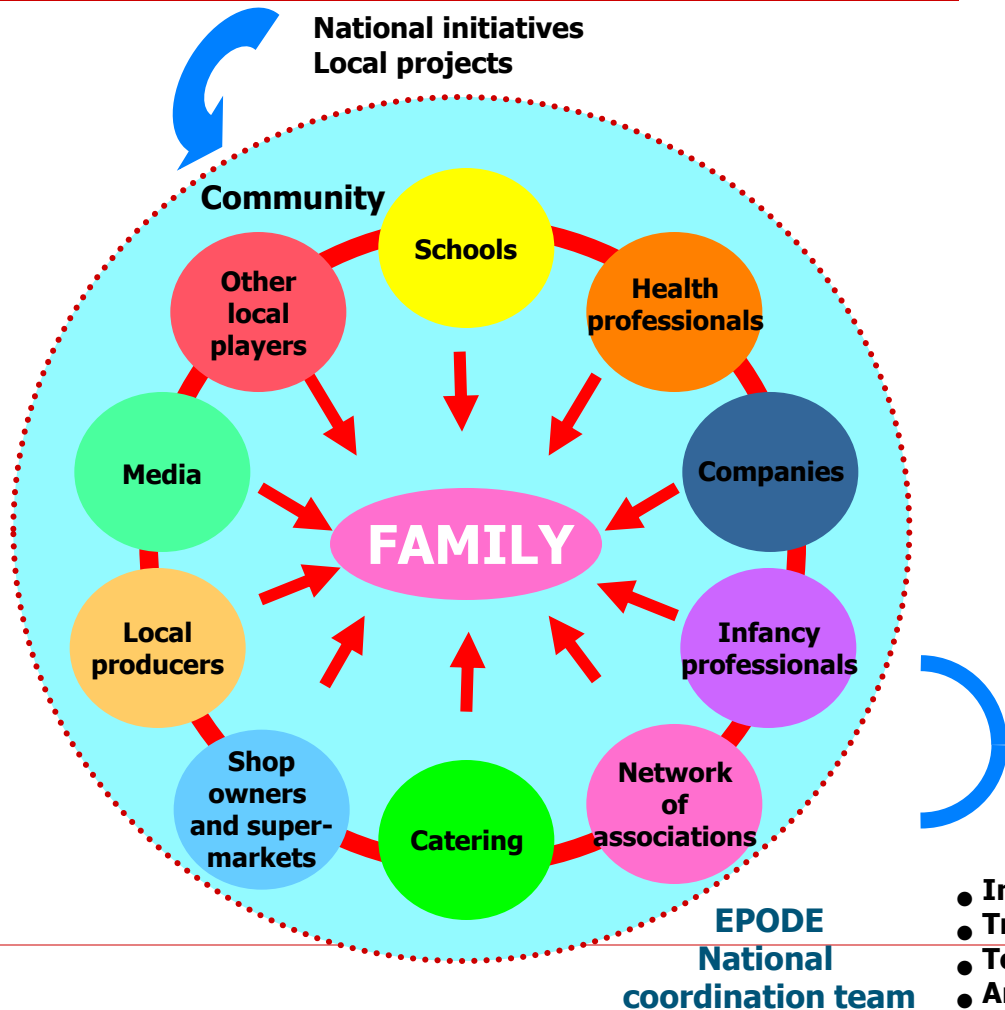 National initiatives
Local projects
Community
Schools
Other
local
players
Health
professionals
Media
Companies
FAMILY
Local
producers
Infancy
professionals
Shop
owners
and super-
markets
Catering
Network
of
associations
EPODE
National
coordination team